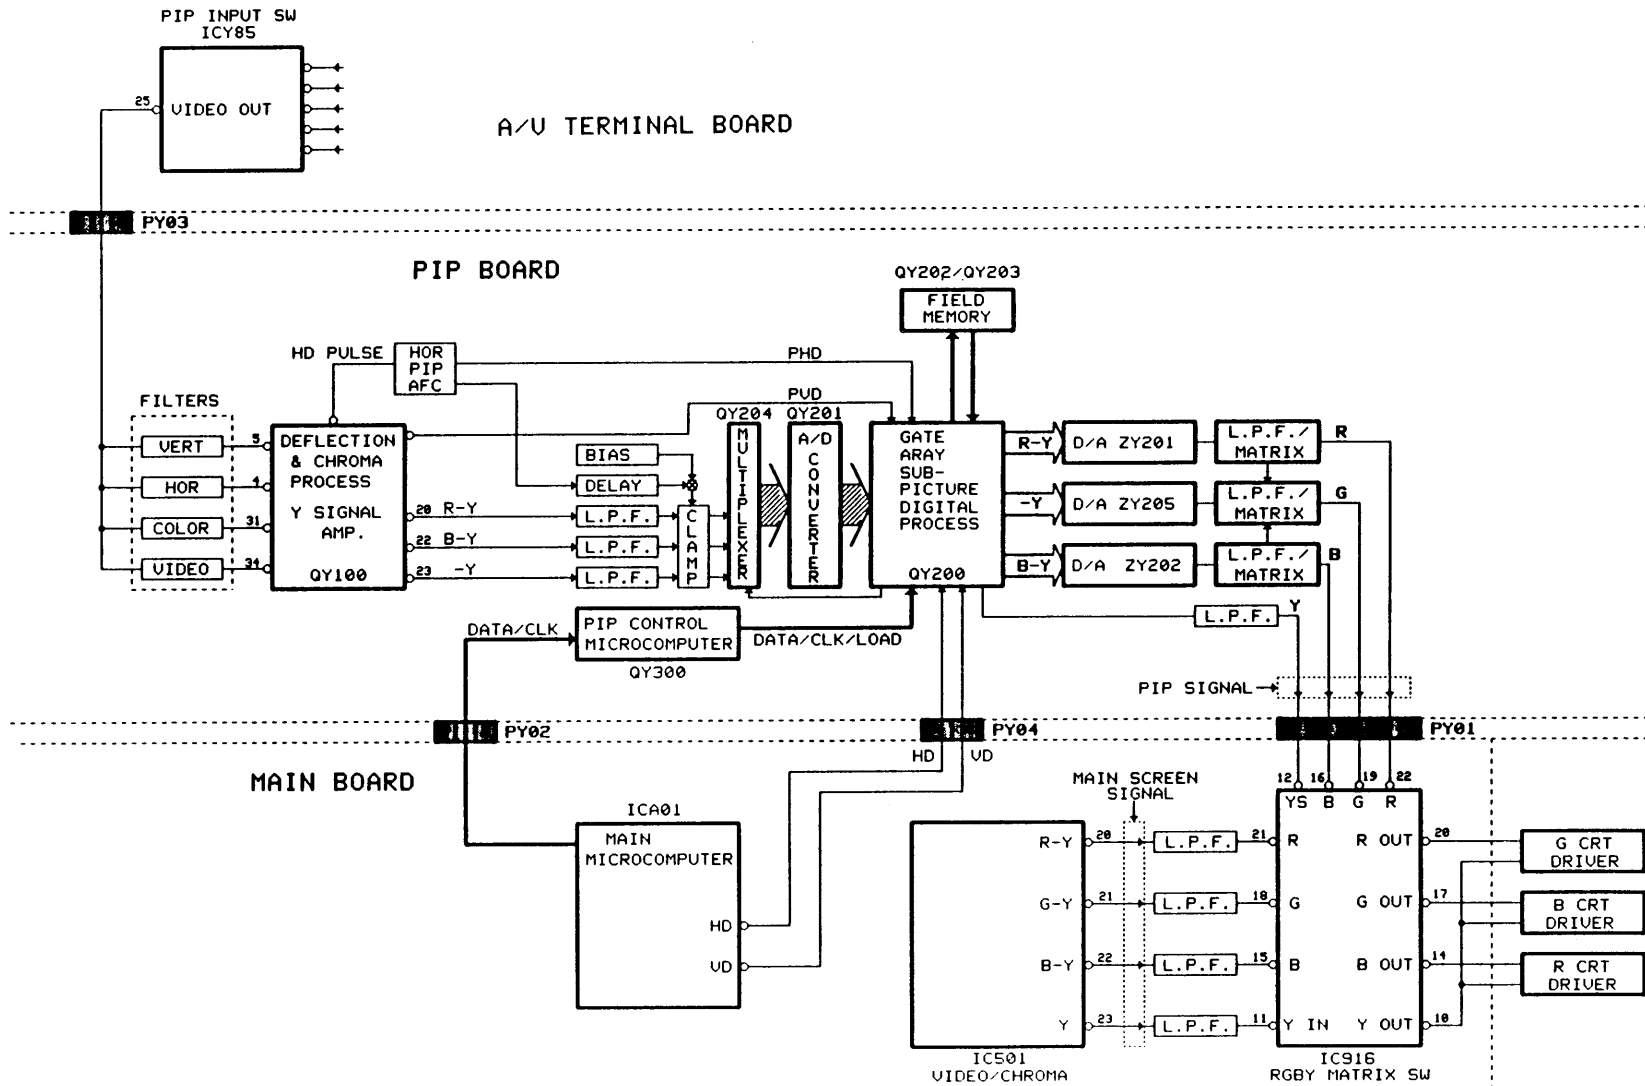 PIP INPUT SW
ICY85
25
VIDEO OUT
A/V TERMINAL BOARD
PY03
PIP BOARD
QY202/QY203
FIELD
MEMORY
HD PULSE
HOR
PIP
AFC
PHD
PVD
FILTERS
VERT
HOR
COLOR
VIDEO
5
4
31
34
DEFLECTION
& CHROMA
PROCESS
Y SIGNAL
AMP.
QY100
20 R-Y
22 B-Y
23 -Y
BIAS
DELAY
L.P.F.
L.P.F.
L.P.F.
CLAMP
QY204
MULTIPLEXER
QY201
A/D CONVERTER
GATE
ARAY
SUB-
PICTURE
DIGITAL
PROCESS
QY200
R-Y
-Y
B-Y
D/A ZY201
D/A ZY205
D/A ZY202
L.P.F./
MATRIX
L.P.F./
MATRIX
L.P.F./
MATRIX
R
G
B
L.P.F.
Y
DATA/CLK
PIP CONTROL
MICROCOMPUTER
QY300
DATA/CLK/LOAD
PIP SIGNAL
PY02
PY04
PY01
HD
VD
MAIN BOARD
ICA01
MAIN
MICROCOMPUTER
HD
VD
MAIN SCREEN
SIGNAL
R-Y 20
G-Y 21
B-Y 22
Y 23
IC501
VIDEO/CHROMA
L.P.F.
L.P.F.
L.P.F.
L.P.F.
12 16 19 22
YS B G R
21 R
18 G
15 B
11 Y IN
R OUT 20
G OUT 17
B OUT 14
Y OUT 10
IC916
RGBY MATRIX SW
G CRT
DRIVER
B CRT
DRIVER
R CRT
DRIVER